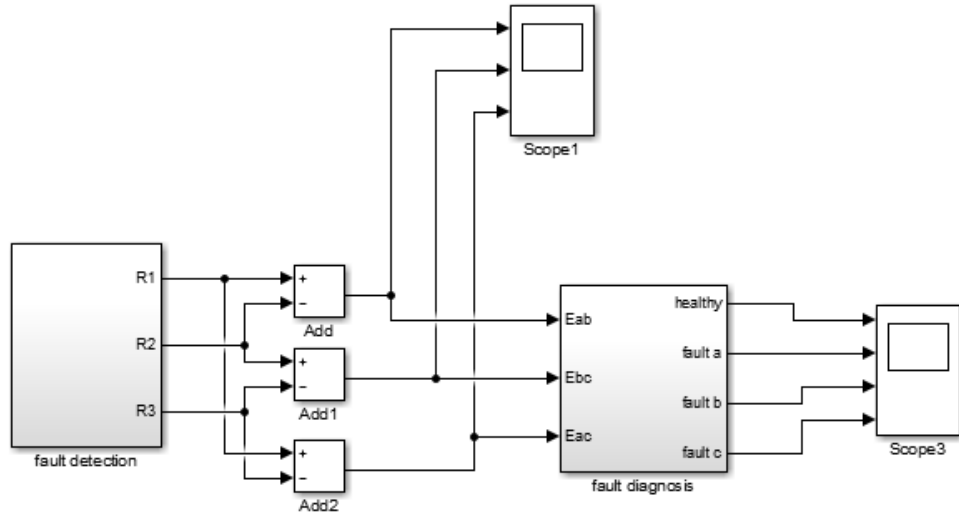 Scope1
R1
R2
R3
fault detection
+
−
Add
+
−
Add1
+
−
Add2
Eab
Ebc
Eac
healthy
fault a
fault b
fault c
fault diagnosis
Scope3